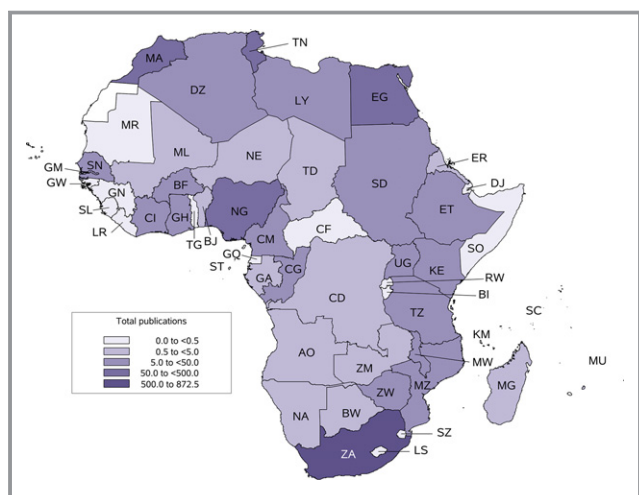 TN
MA
DZ
LY
EG
MR
ML
NE
TD
SD
ER
DJ
GM
SN
GW
GN
BF
SL
CI
GH
NG
ET
LR
TG
BJ
CM
CF
SO
GQ
ST
GA
CG
UG
KE
RW
BI
CD
TZ
SC
KM
AO
ZM
MW
MU
MZ
ZW
MG
NA
BW
SZ
ZA
LS
Total publications
0.0 to <0.5
0.5 to <5.0
5.0 to <50.0
50.0 to <500.0
500.0 to 872.5